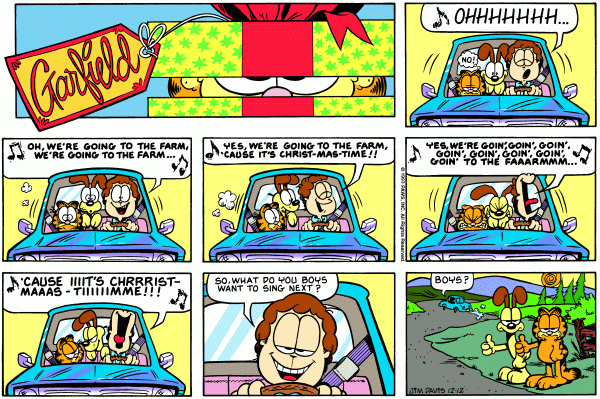 Garfield
OHHHHHHH...
NO!
OH, WE'RE GOING TO THE FARM,
WE'RE GOING TO THE FARM...
YES, WE'RE GOING TO THE FARM,
'CAUSE IT'S CHRIST-MAS-TIME!!
YES, WE'RE GOIN', GOIN', GOIN',
GOIN', GOIN', GOIN', GOIN',
GOIN' TO THE FAAARMMM...
'CAUSE IIIIT'S CHRRRIST-
MAAAS-TIIIIIIMME!!!
SO, WHAT DO YOU BOYS
WANT TO SING NEXT?
BOYS?
JIM DAVIS 12-12